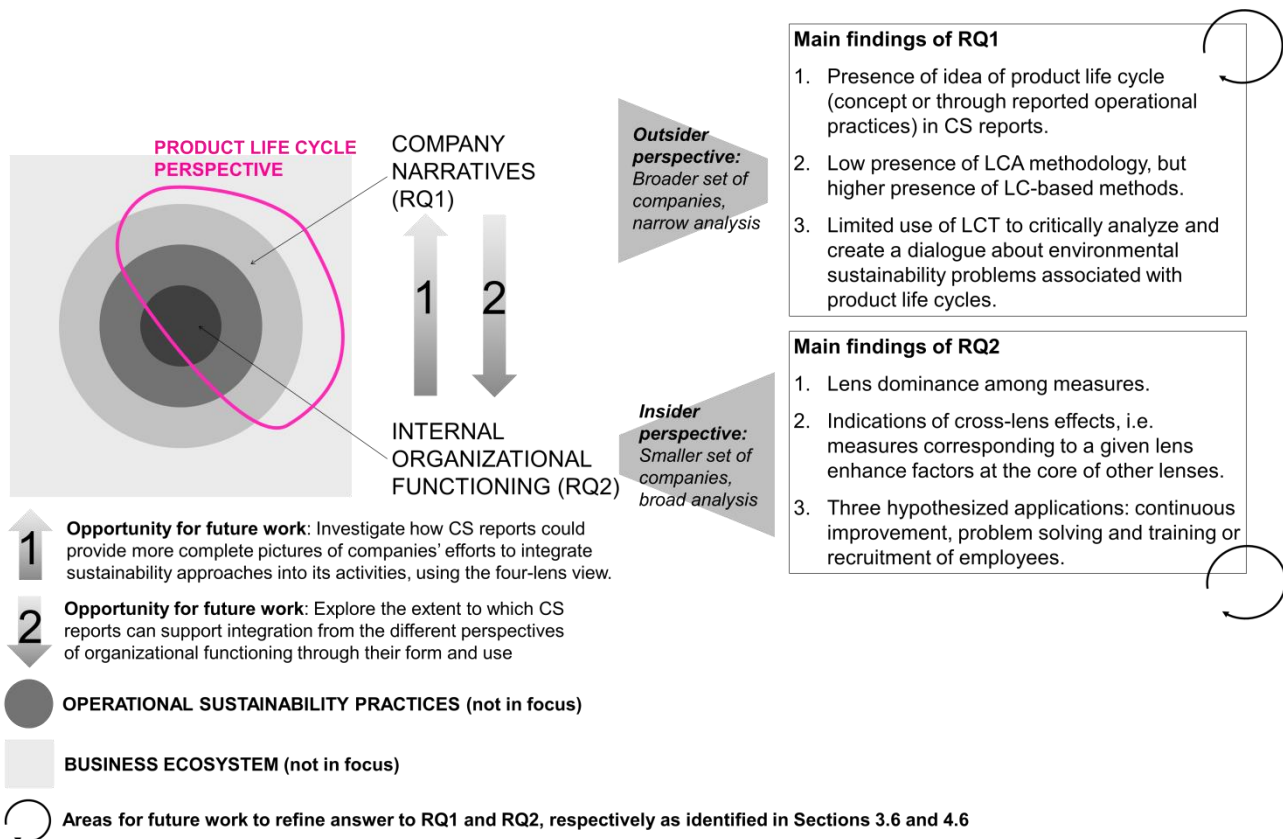 PRODUCT LIFE CYCLE
PERSPECTIVE
COMPANY
NARRATIVES
(RQ1)
1
2
INTERNAL
ORGANIZATIONAL
FUNCTIONING (RQ2)
Outsider
perspective:
Broader set of
companies,
narrow analysis
Main findings of RQ1
1. Presence of idea of product life cycle
(concept or through reported operational
practices) in CS reports.
2. Low presence of LCA methodology, but
higher presence of LC-based methods.
3. Limited use of LCT to critically analyze and
create a dialogue about environmental
sustainability problems associated with
product life cycles.
Insider
perspective:
Smaller set of
companies,
broad analysis
Main findings of RQ2
1. Lens dominance among measures.
2. Indications of cross-lens effects, i.e.
measures corresponding to a given lens
enhance factors at the core of other lenses.
3. Three hypothesized applications: continuous
improvement, problem solving and training or
recruitment of employees.
1
Opportunity for future work: Investigate how CS reports could
provide more complete pictures of companies’ efforts to integrate
sustainability approaches into its activities, using the four-lens view.
2
Opportunity for future work: Explore the extent to which CS
reports can support integration from the different perspectives
of organizational functioning through their form and use
OPERATIONAL SUSTAINABILITY PRACTICES (not in focus)
BUSINESS ECOSYSTEM (not in focus)
Areas for future work to refine answer to RQ1 and RQ2, respectively as identified in Sections 3.6 and 4.6